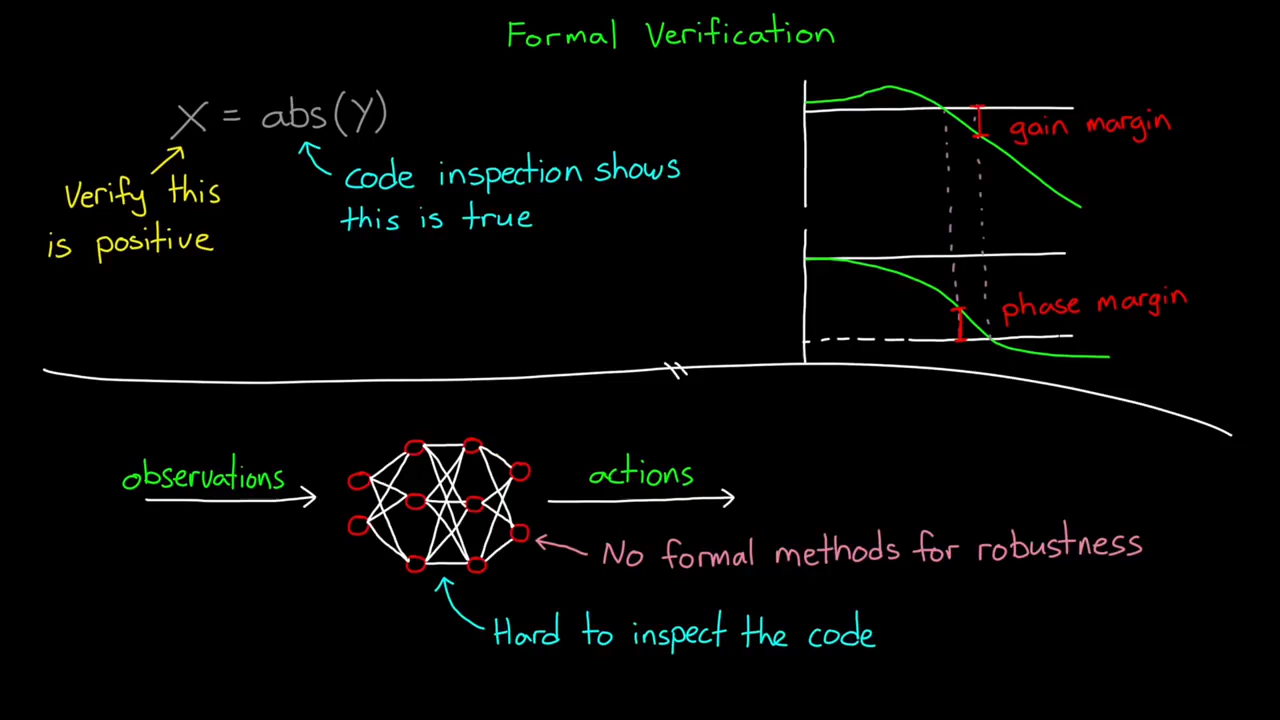 Formal Verification
X = abs(Y)
Verify this
is positive
code inspection shows
this is true
gain margin
phase margin
observations
actions
No formal methods for robustness
Hard to inspect the code